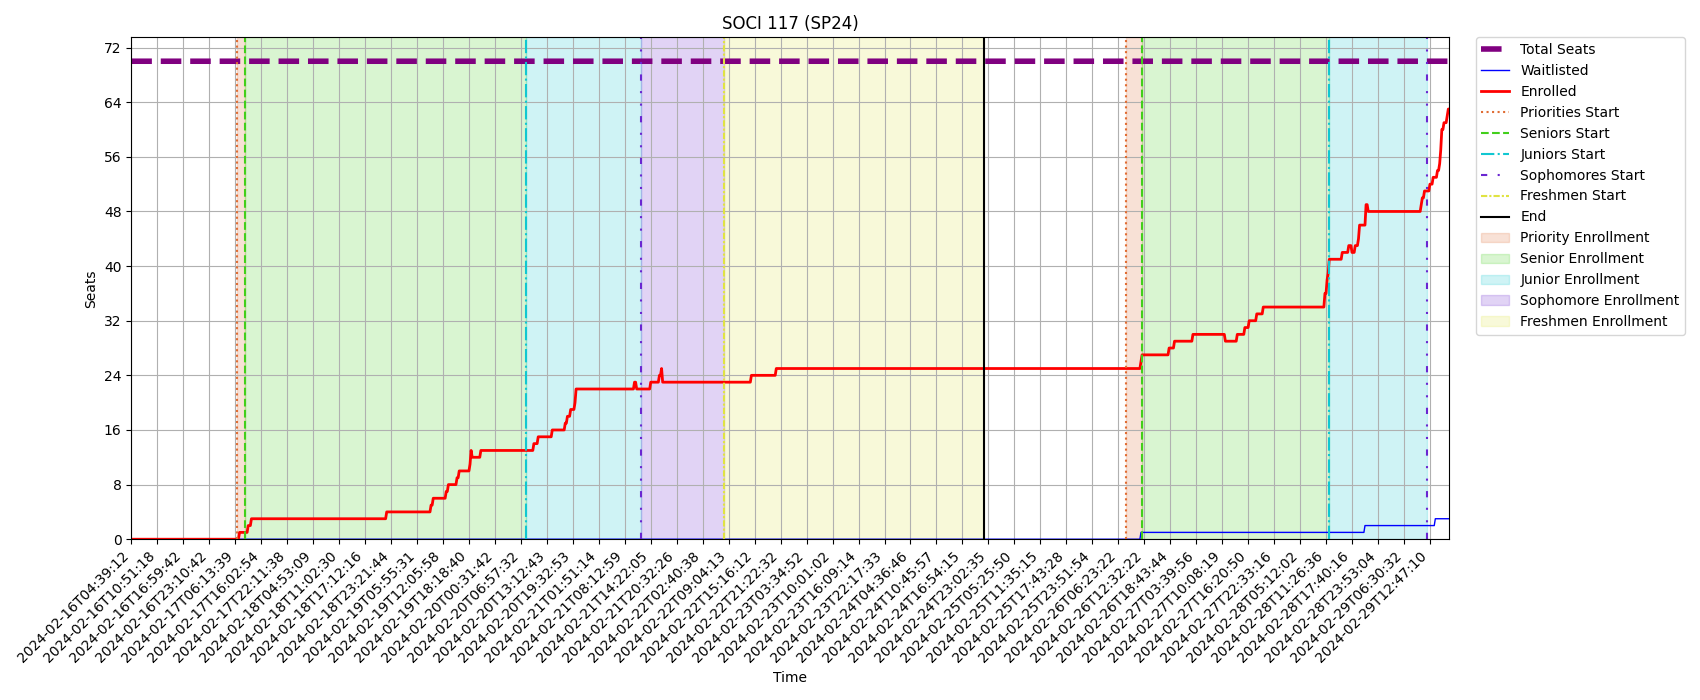 SOCI 117 (SP24)
Seats
72
64
56
48
40
32
24
16
8
0
2024-02-16T04:39:12
2024-02-16T10:51:18
2024-02-16T16:59:42
2024-02-16T23:10:42
2024-02-17T06:13:39
2024-02-17T16:02:54
2024-02-17T22:11:38
2024-02-18T04:53:09
2024-02-18T11:02:30
2024-02-18T17:12:16
2024-02-18T23:21:44
2024-02-19T05:55:31
2024-02-19T12:05:58
2024-02-19T18:18:40
2024-02-20T00:31:42
2024-02-20T06:57:32
2024-02-20T13:12:43
2024-02-20T19:32:53
2024-02-21T01:51:14
2024-02-21T08:12:59
2024-02-21T14:22:05
2024-02-21T20:32:26
2024-02-22T02:40:38
2024-02-22T09:04:13
2024-02-22T15:16:12
2024-02-22T21:22:32
2024-02-23T03:34:52
2024-02-23T10:01:02
2024-02-23T16:09:14
2024-02-23T22:17:33
2024-02-24T04:36:46
2024-02-24T10:45:57
2024-02-24T16:54:15
2024-02-24T23:02:35
2024-02-25T05:25:50
2024-02-25T11:35:15
2024-02-25T17:43:28
2024-02-25T23:51:54
2024-02-26T06:23:22
2024-02-26T12:32:22
2024-02-26T18:43:44
2024-02-27T03:39:56
2024-02-27T10:08:19
2024-02-27T16:20:50
2024-02-27T22:33:16
2024-02-28T05:12:02
2024-02-28T11:26:36
2024-02-28T17:40:16
2024-02-28T23:53:04
2024-02-29T06:30:32
2024-02-29T12:47:10
Time
Total Seats
Waitlisted
Enrolled
Priorities Start
Seniors Start
Juniors Start
Sophomores Start
Freshmen Start
End
Priority Enrollment
Senior Enrollment
Junior Enrollment
Sophomore Enrollment
Freshmen Enrollment